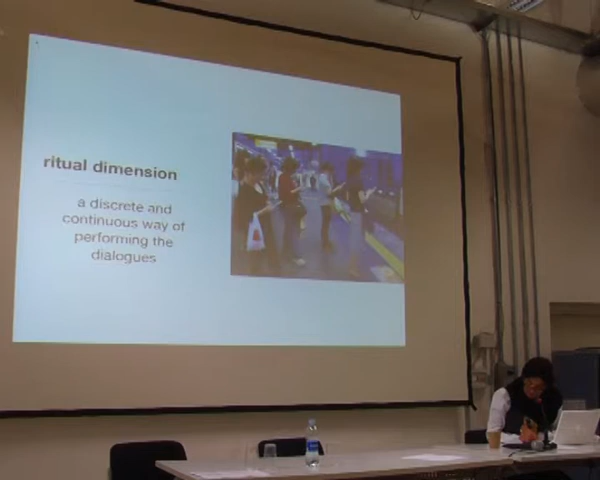 ritual dimension
a discrete and
continuous way of
performing the
dialogues